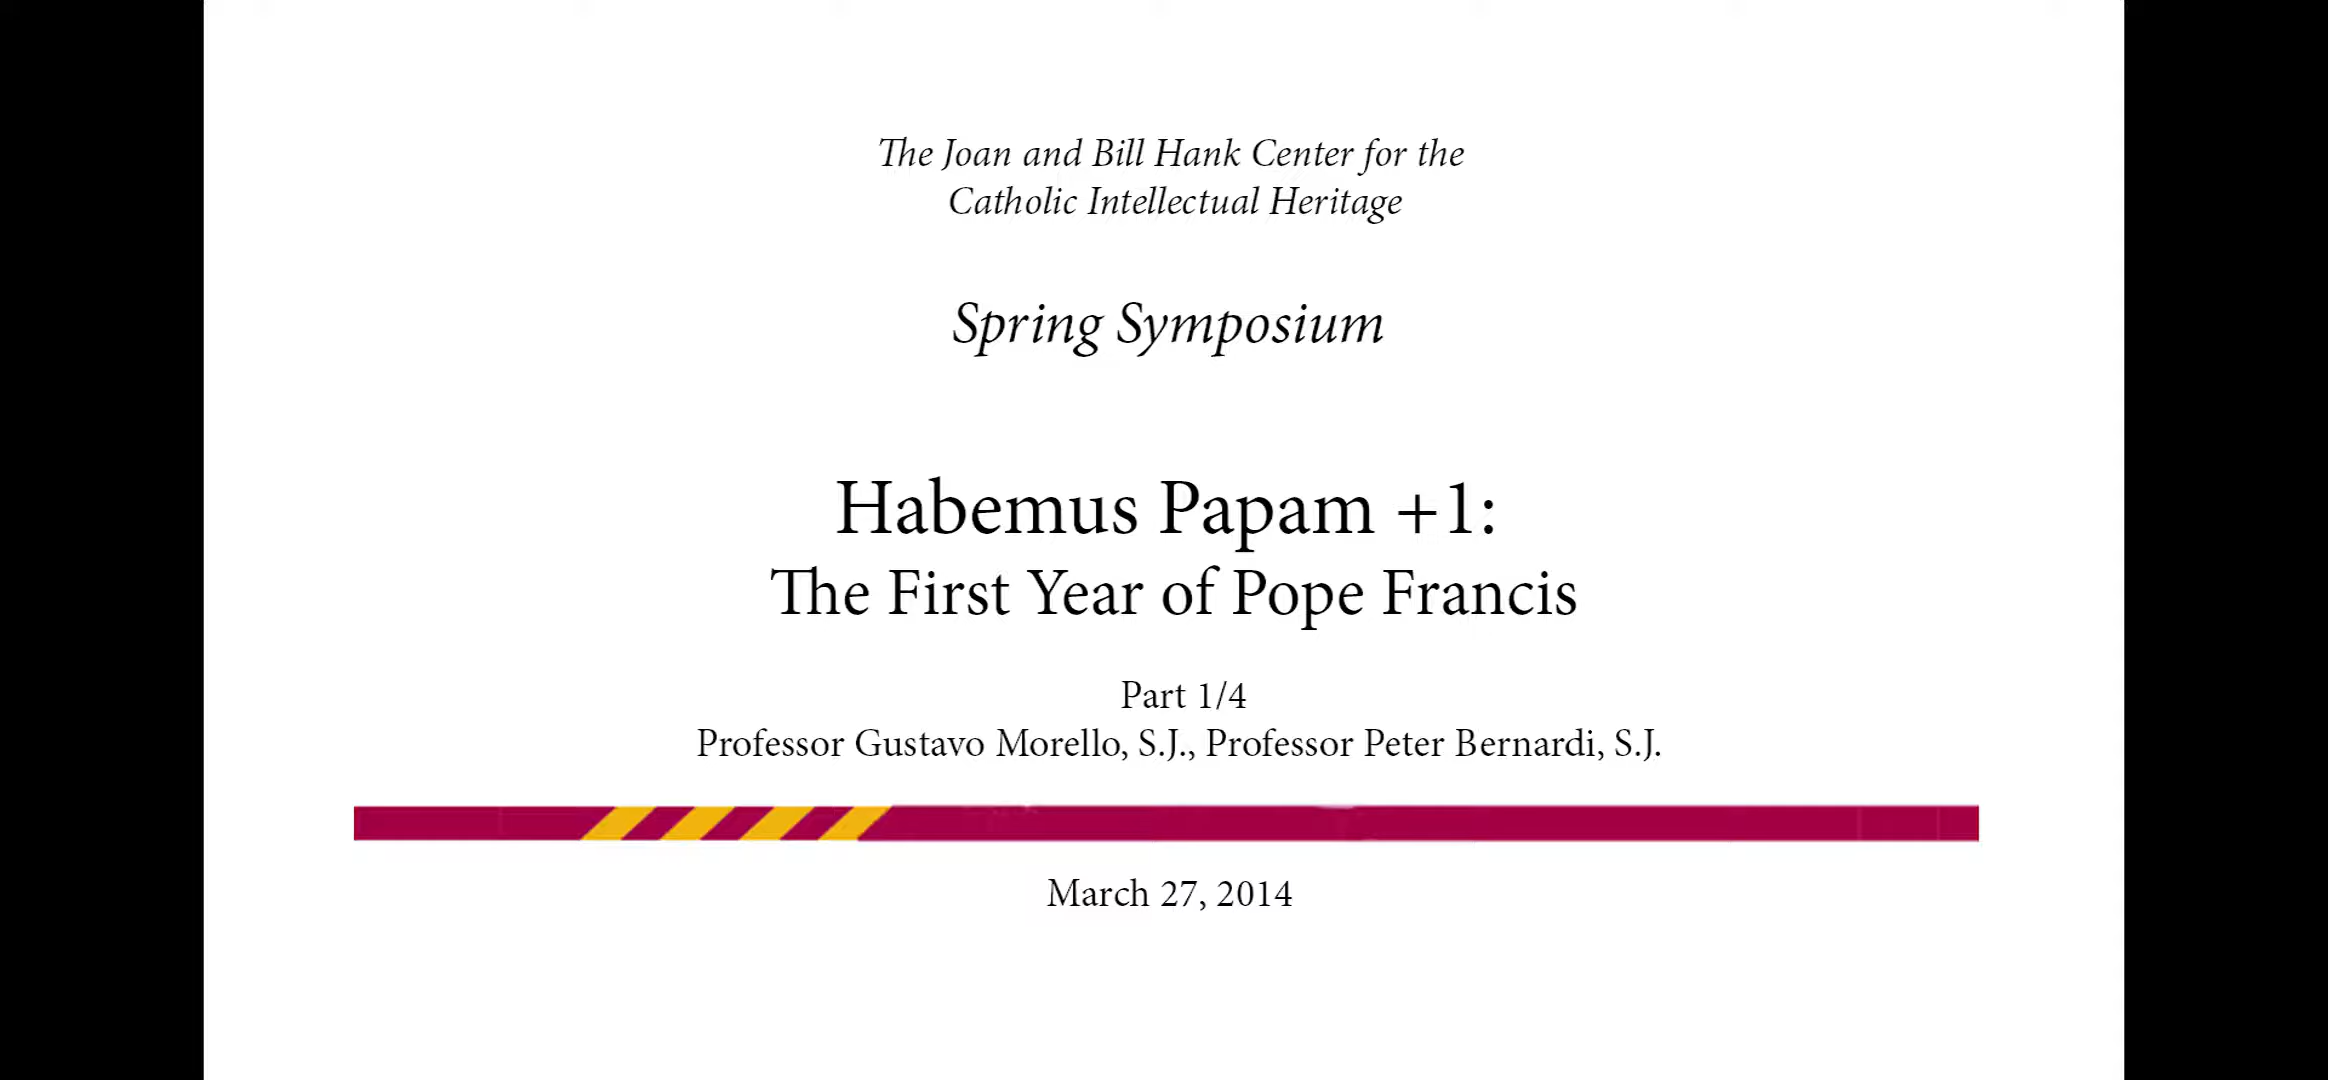 The Joan and Bill Hank Center for the
Catholic Intellectual Heritage
Spring Symposium
Habemus Papam +1:
The First Year of Pope Francis
Part 1/4
Professor Gustavo Morello, S.J., Professor Peter Bernardi, S.J.
March 27, 2014